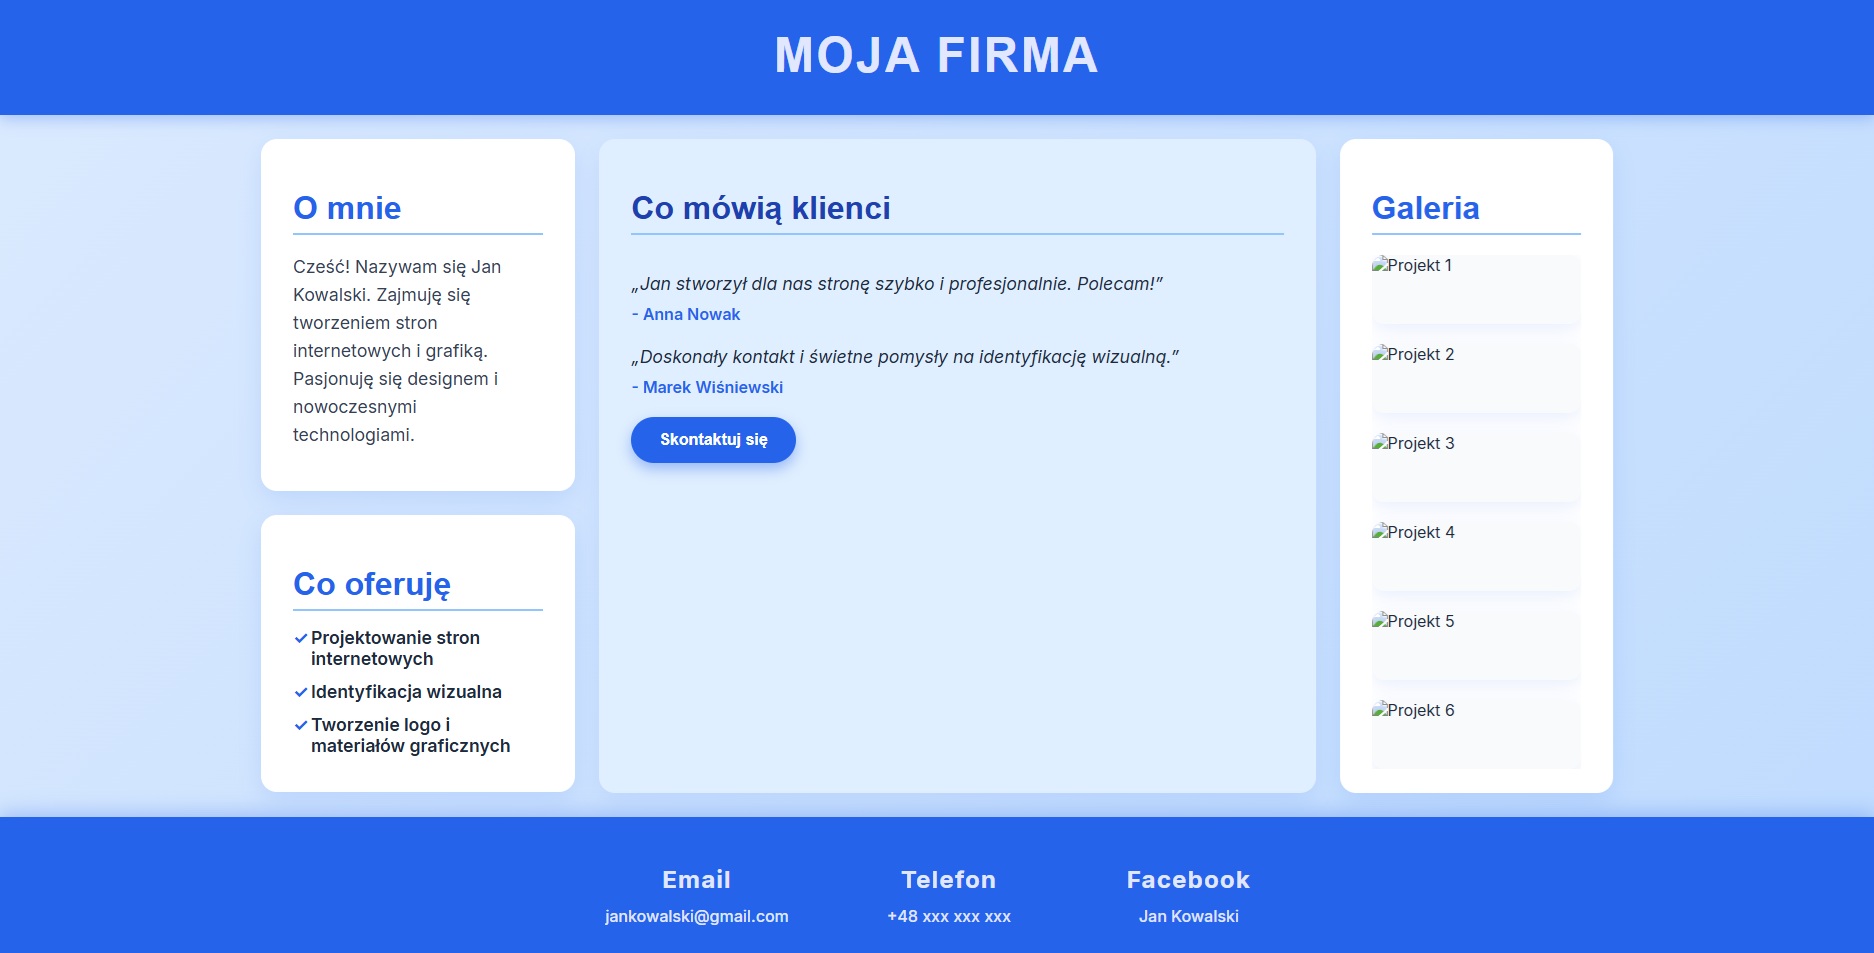 MOJA FIRMA
O mnie
Cześć! Nazywam się Jan
Kowalski. Zajmuję się
tworzeniem stron
internetowych i grafiką.
Pasjonuję się designem i
nowoczesnymi
technologiami.
Co oferuję
✓ Projektowanie stron
internetowych
✓ Identyfikacja wizualna
✓ Tworzenie logo i
materiałów graficznych
Co mówią klienci
„Jan stworzył dla nas stronę szybko i profesjonalnie. Polecam!”
- Anna Nowak
„Doskonały kontakt i świetne pomysły na identyfikację wizualną.”
- Marek Wiśniewski
Skontaktuj się
Galeria
Projekt 1
Projekt 2
Projekt 3
Projekt 4
Projekt 5
Projekt 6
Email
jankowalski@gmail.com
Telefon
+48 xxx xxx xxx
Facebook
Jan Kowalski